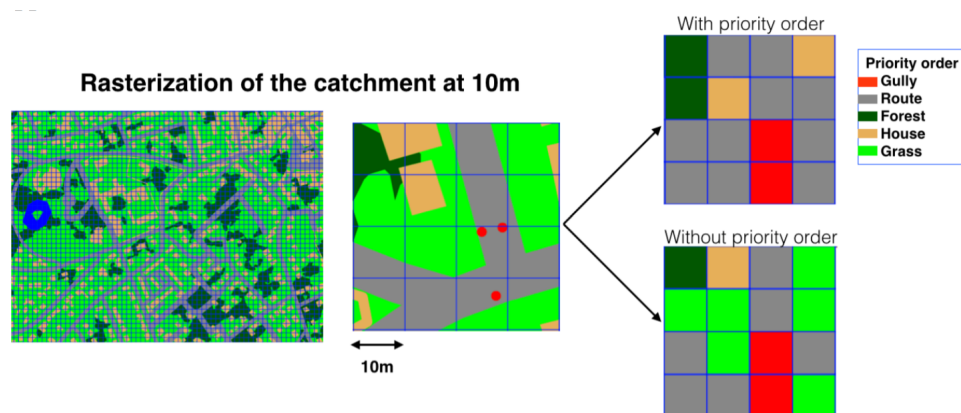 With priority order
Rasterization of the catchment at 10m
Priority order
Gully
Route
Forest
House
Grass
Without priority order
10m